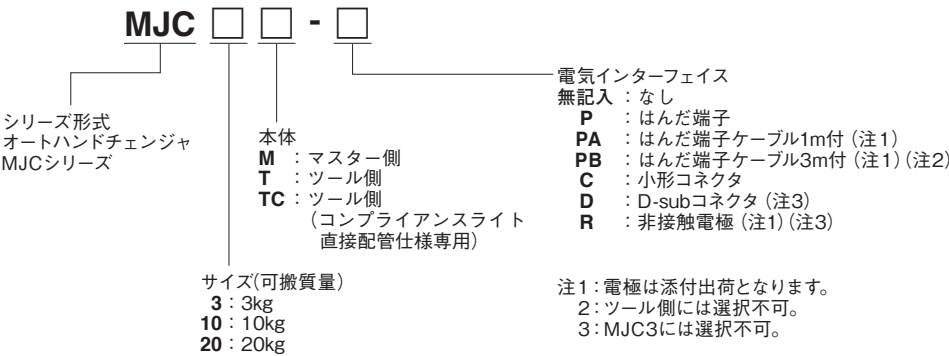 MJC □ □ - □
シリーズ形式
オートハンドチェンジャ
MJCシリーズ
サイズ(可搬質量)
3：3kg
10：10kg
20：20kg
本体
M：マスター側
T：ツール側
TC：ツール側
（コンプライアンスライト
直接配管仕様専用）
電気インターフェイス
無記入：なし
P：はんだ端子
PA：はんだ端子ケーブル1m付（注1）
PB：はんだ端子ケーブル3m付（注1）（注2）
C：小形コネクタ
D：D-subコネクタ（注3）
R：非接触電極（注1）（注3）
注1：電極は添付出荷となります。
2：ツール側には選択不可。
3：MJC3には選択不可。